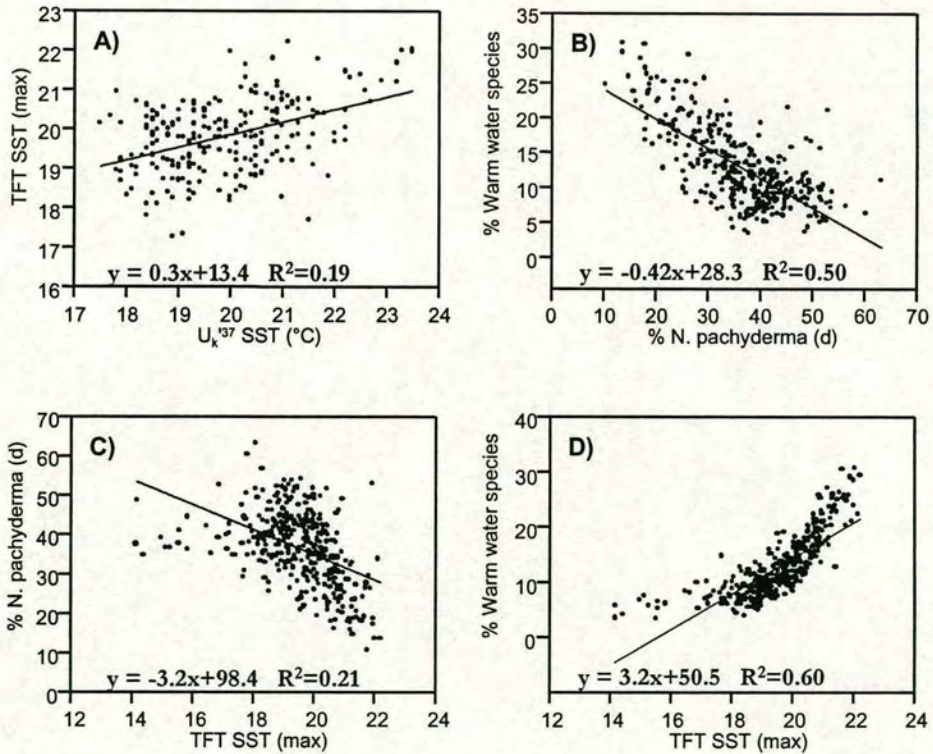 A)
TFT SST (max)
23
22
21
20
19
18
17
16
y = 0.3x+13.4 R²=0.19
17 18 19 20 21 22 23 24
Uk'37 SST (°C)
B)
% Warm water species
35
30
25
20
15
10
5
0
y = -0.42x+28.3 R²=0.50
0 10 20 30 40 50 60 70
% N. pachyderma (d)
C)
% N. pachyderma (d)
70
60
50
40
30
20
10
0
y = -3.2x+98.4 R²=0.21
12 14 16 18 20 22 24
TFT SST (max)
D)
% Warm water species
40
30
20
10
0
y = 3.2x+50.5 R²=0.60
12 14 16 18 20 22 24
TFT SST (max)